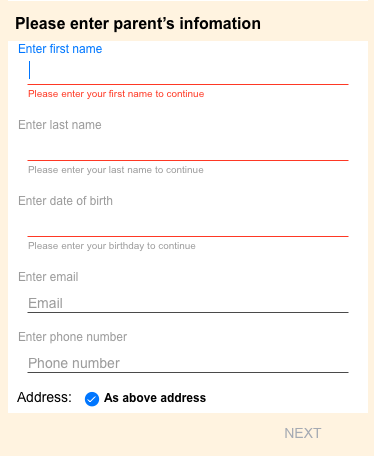 Please enter parent’s infomation
Enter first name
Please enter your first name to continue
Enter last name
Please enter your last name to continue
Enter date of birth
Please enter your birthday to continue
Enter email
Email
Enter phone number
Phone number
Address: As above address
NEXT